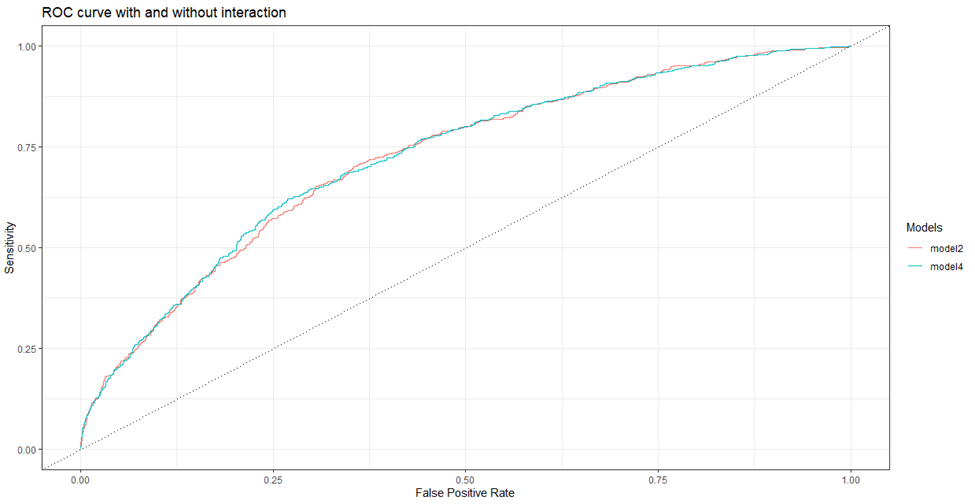 ROC curve with and without interaction
1.00
0.75
0.50
0.25
0.00
Sensitivity
0.00 0.25 0.50 0.75 1.00
False Positive Rate
Models
model2
model4